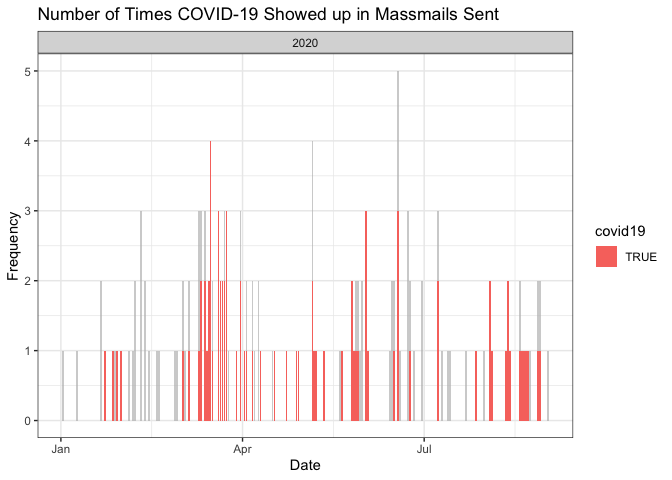 Number of Times COVID-19 Showed up in Massmails Sent
2020
5
4
3
2
1
0
Frequency
Jan
Apr
Jul
Date
covid19
TRUE